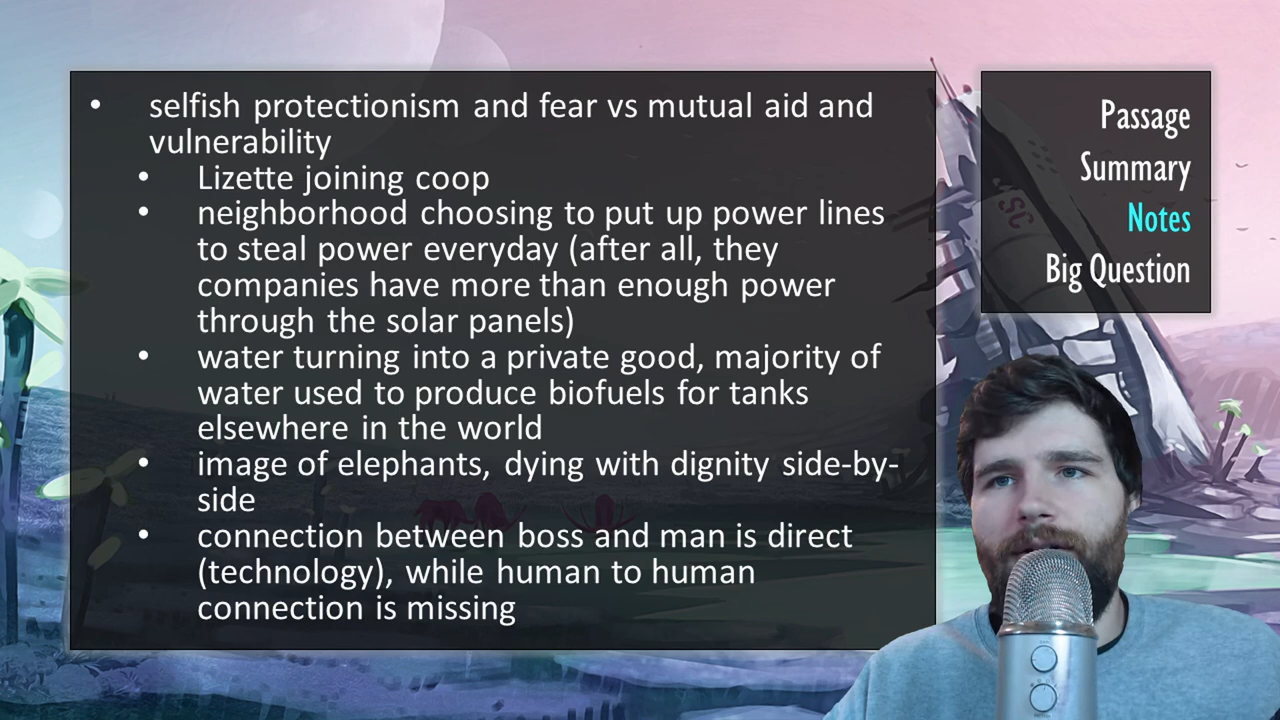 • selfish protectionism and fear vs mutual aid and
vulnerability
• Lizette joining coop
• neighborhood choosing to put up power lines
to steal power everyday (after all, they
companies have more than enough power
through the solar panels)
• water turning into a private good, majority of
water used to produce biofuels for tanks
elsewhere in the world
• image of elephants, dying with dignity side-by-
side
• connection between boss and man is direct
(technology), while human to human
connection is missing
Passage
Summary
Notes
Big Question